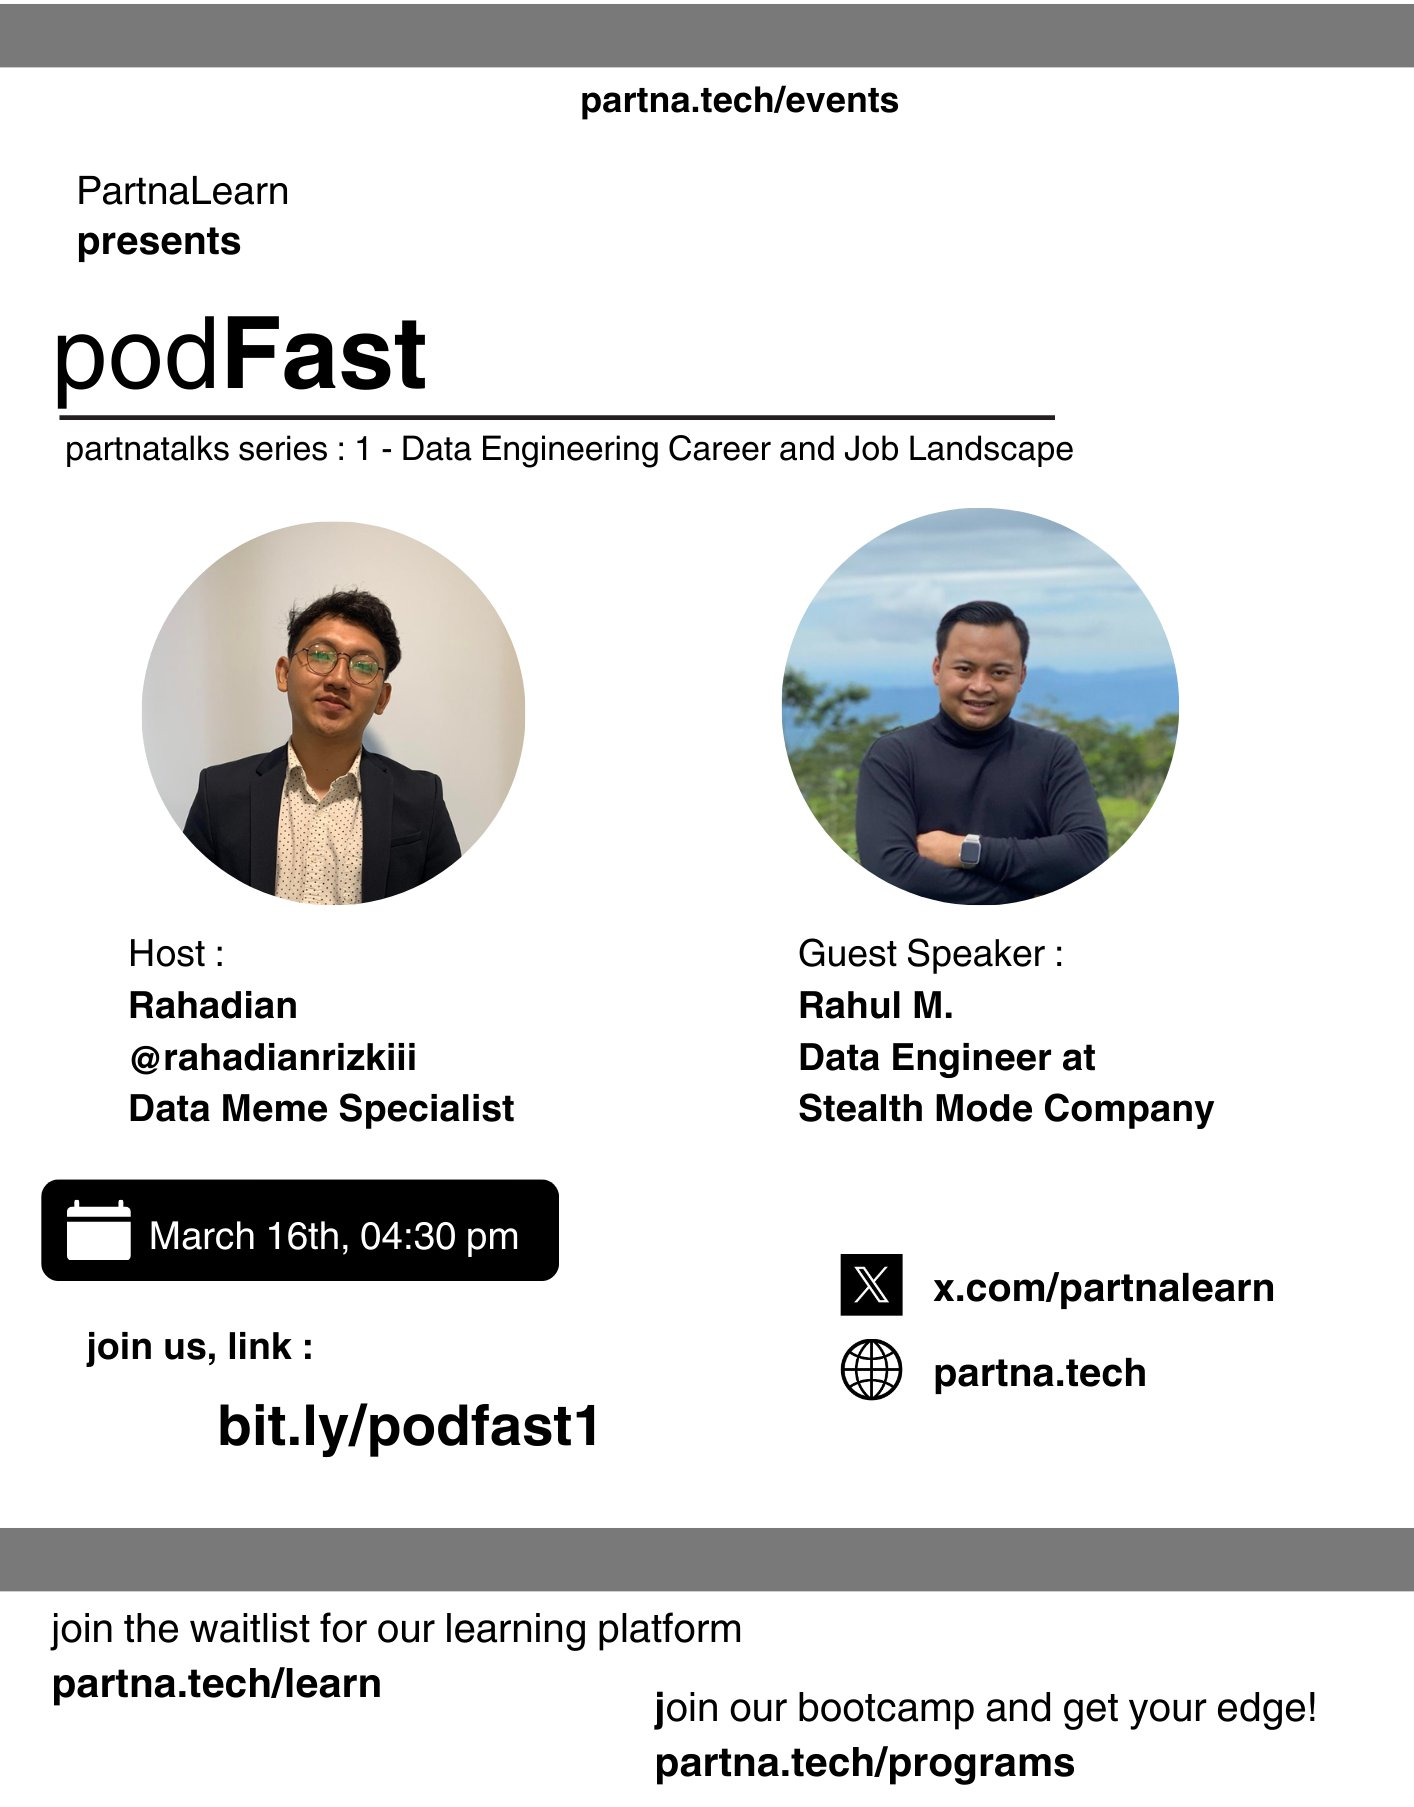 partna.tech/events
PartnaLearn
presents
podFast
partnatalks series : 1 - Data Engineering Career and Job Landscape
Host :
Rahadian
@rahadianrizkiii
Data Meme Specialist
Guest Speaker :
Rahul M.
Data Engineer at
Stealth Mode Company
March 16th, 04:30 pm
join us, link :
bit.ly/podfast1
x.com/partnalearn
partna.tech
join the waitlist for our learning platform
partna.tech/learn
join our bootcamp and get your edge!
partna.tech/programs